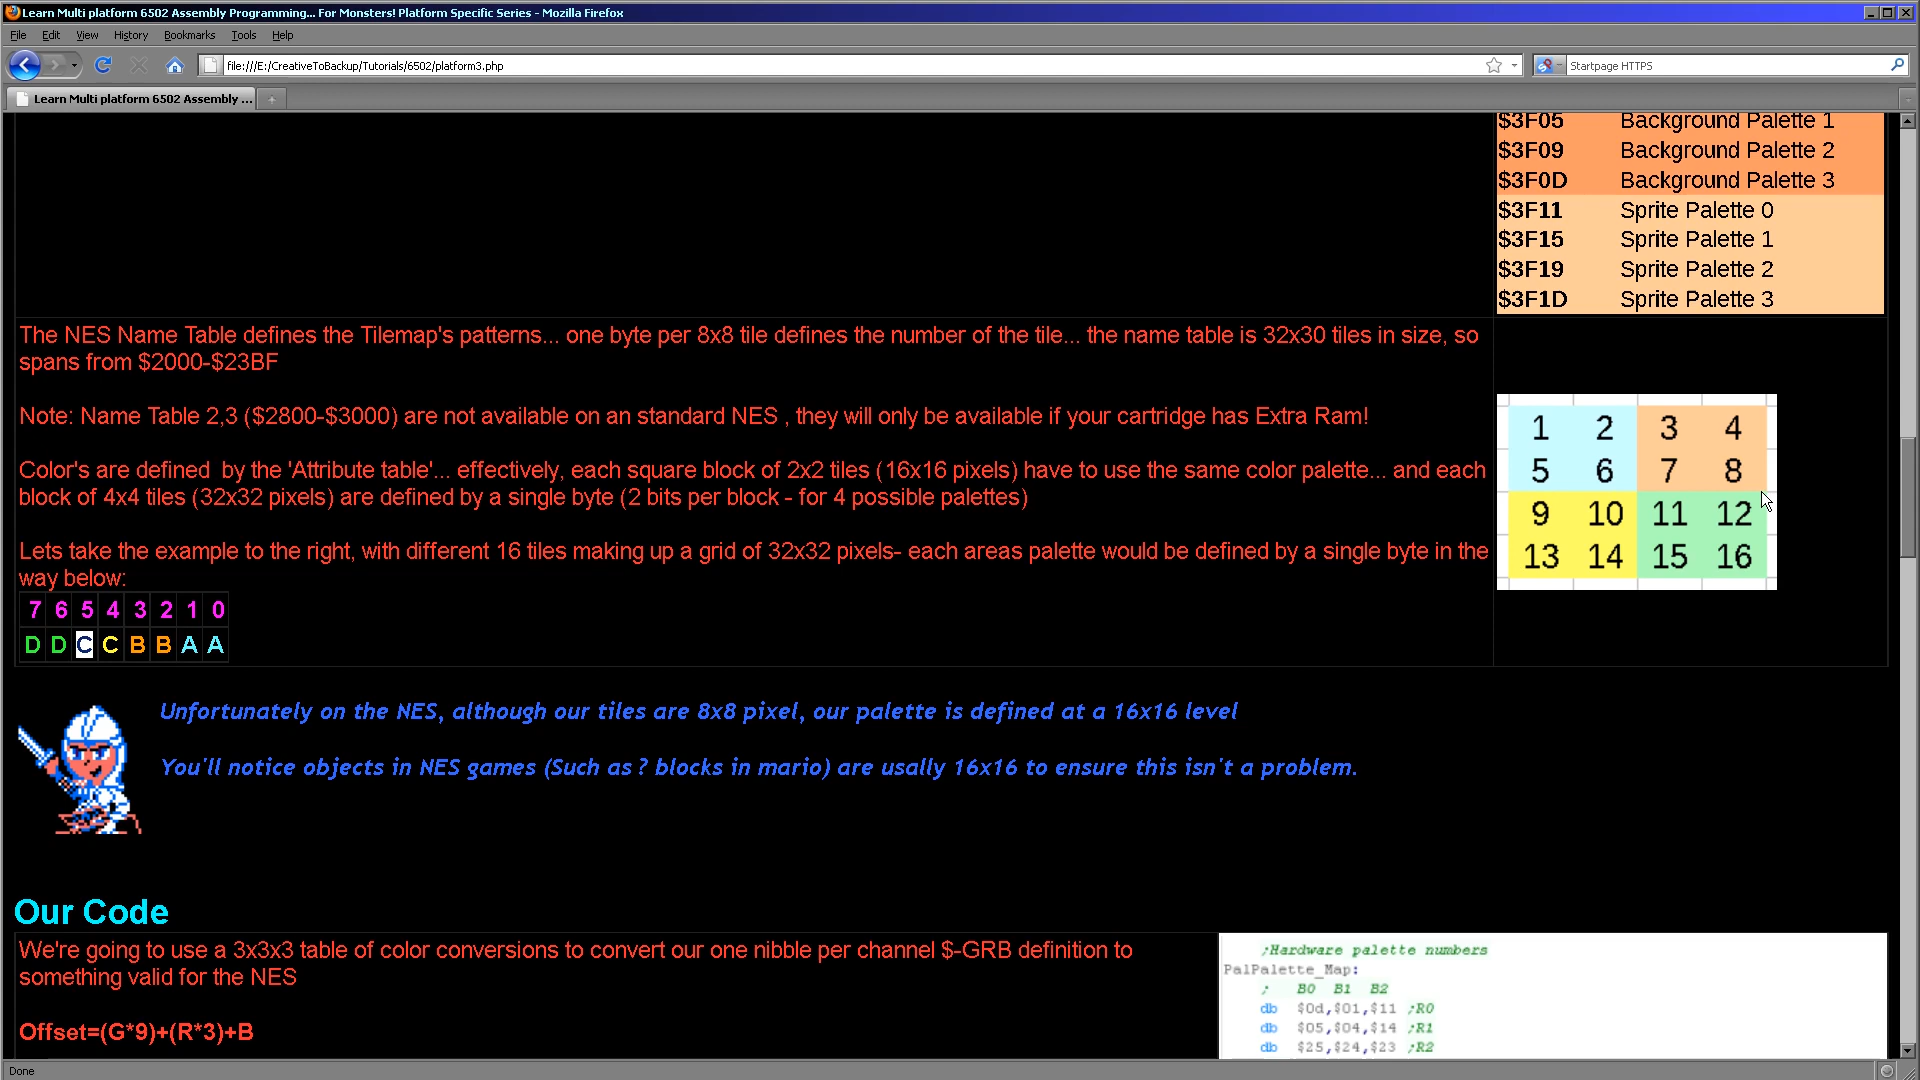 Learn Multi platform 6502 Assembly Programming... For Monsters! Platform Specific Series - Mozilla Firefox
File Edit View History Bookmarks Tools Help
file:///E:/CreativeToBackup/Tutorials/6502/platform3.php
Startpage HTTPS
Learn Multi platform 6502 Assembly ...
$3F05 Background Palette 1
$3F09 Background Palette 2
$3F0D Background Palette 3
$3F11 Sprite Palette 0
$3F15 Sprite Palette 1
$3F19 Sprite Palette 2
$3F1D Sprite Palette 3
The NES Name Table defines the Tilemap's patterns... one byte per 8x8 tile defines the number of the tile... the name table is 32x30 tiles in size, so
spans from $2000-$23BF
Note: Name Table 2,3 ($2800-$3000) are not available on an standard NES , they will only be available if your cartridge has Extra Ram!
Color's are defined by the 'Attribute table'... effectively, each square block of 2x2 tiles (16x16 pixels) have to use the same color palette... and each
block of 4x4 tiles (32x32 pixels) are defined by a single byte (2 bits per block - for 4 possible palettes)
Lets take the example to the right, with different 16 tiles making up a grid of 32x32 pixels- each areas palette would be defined by a single byte in the
way below:
7 6 5 4 3 2 1 0
D D C C B B A A
1 2 3 4
5 6 7 8
9 10 11 12
13 14 15 16
Unfortunately on the NES, although our tiles are 8x8 pixel, our palette is defined at a 16x16 level
You'll notice objects in NES games (Such as ? blocks in mario) are usally 16x16 to ensure this isn't a problem.
Our Code
We're going to use a 3x3x3 table of color conversions to convert our one nibble per channel $-GRB definition to
something valid for the NES
Offset=(G*9)+(R*3)+B
;Hardware palette numbers
PalPalette_Map:
; B0 B1 B2
db $0d,$01,$11 ;R0
db $05,$04,$14 ;R1
db $25,$24,$23 ;R2
Done